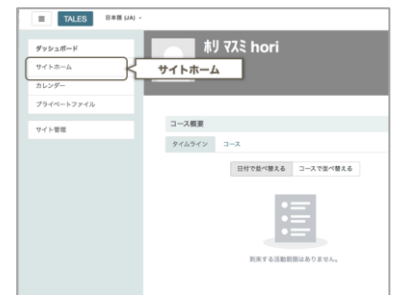 TALES 日本語 (JA)
ダッシュボード
サイトホーム
カレンダー
プライベートファイル
サイト管理
ホリ マスミ hori
サイトホーム
コース概要
タイムライン コース
日付で並べ替える コースで並べ替える
到来する活動期限はありません。